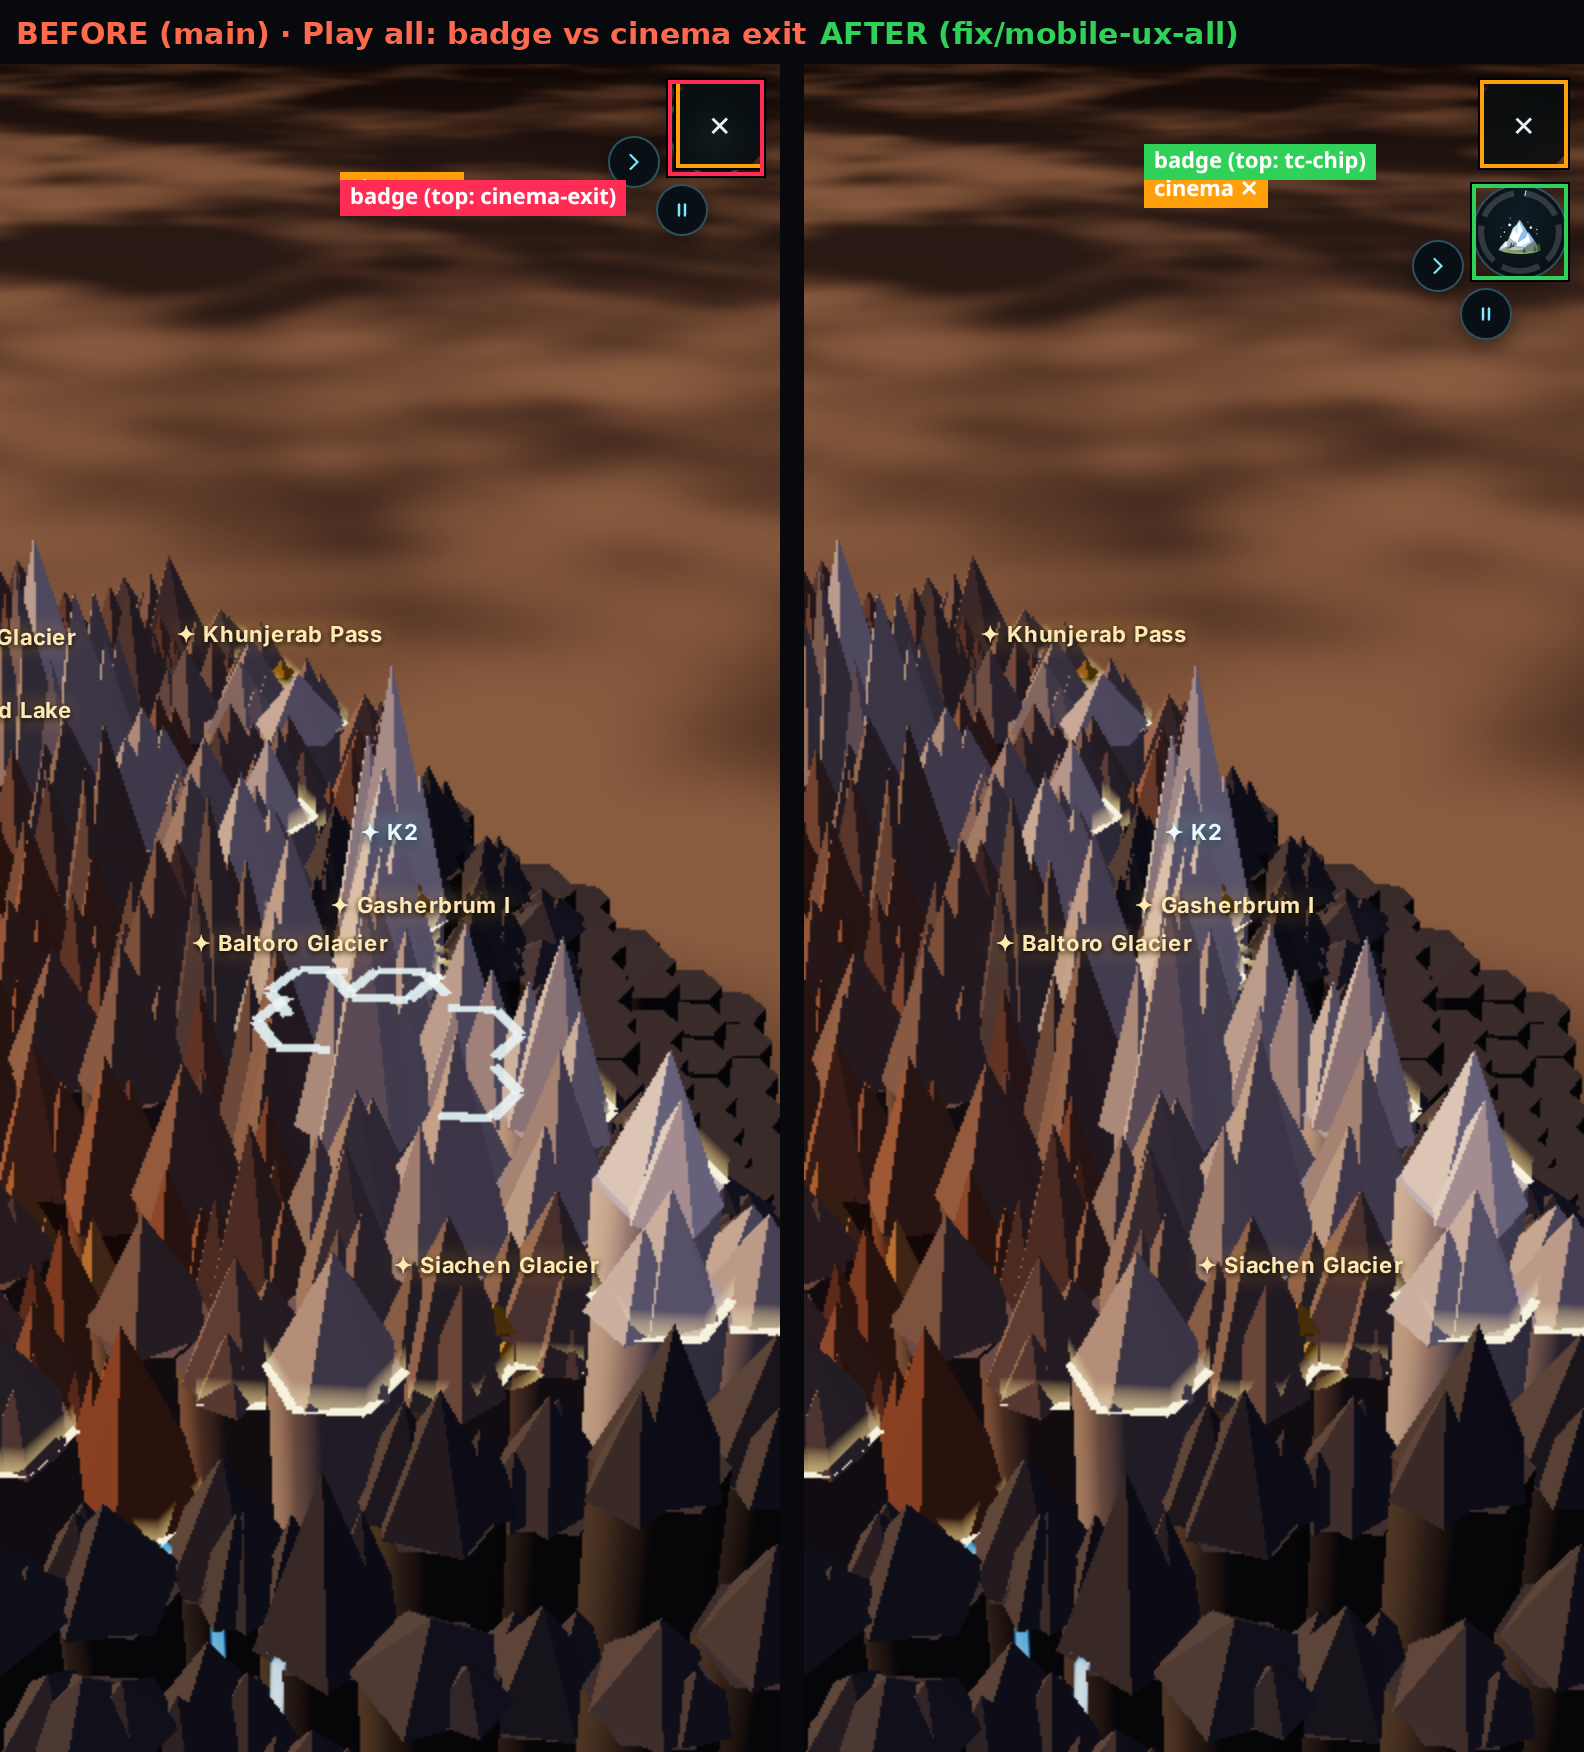 BEFORE (main) · Play all: badge vs cinema exit
AFTER (fix/mobile-ux-all)
badge (top: cinema-exit)
Glacier
✦ Khunjerab Pass
d Lake
✦ K2
✦ Gasherbrum I
✦ Baltoro Glacier
✦ Siachen Glacier
badge (top: tc-chip)
cinema ✕
✦ Khunjerab Pass
✦ K2
✦ Gasherbrum I
✦ Baltoro Glacier
✦ Siachen Glacier